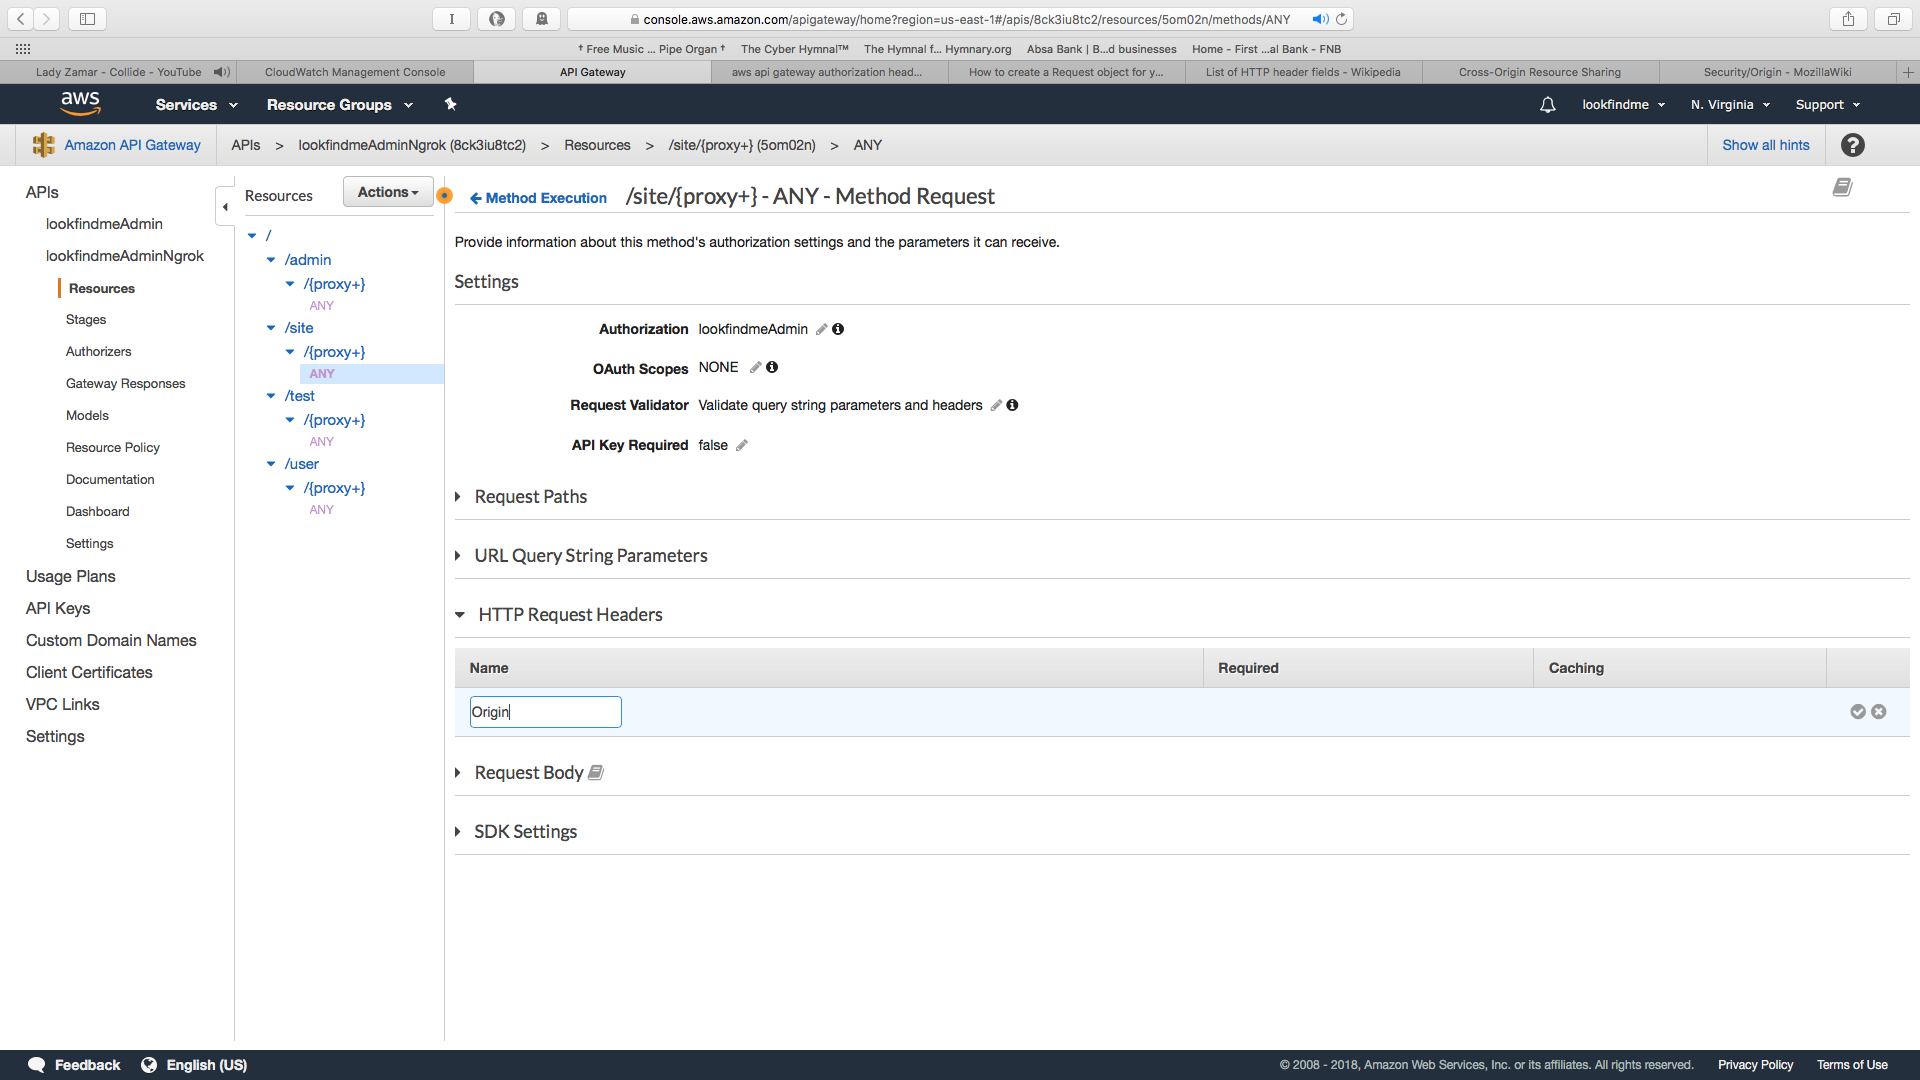 console.aws.amazon.com/apigateway/home?region=us-east-1#/apis/8ck3iu8tc2/resources/5om02n/methods/ANY
† Free Music ... Pipe Organ † The Cyber Hymnal™ The Hymnal f... Hymnary.org Absa Bank | B...d businesses Home - First ...al Bank - FNB
Lady Zamar - Collide - YouTube CloudWatch Management Console API Gateway aws api gateway authorization head... How to create a Request object for y... List of HTTP header fields - Wikipedia Cross-Origin Resource Sharing Security/Origin - MozillaWiki
aws Services Resource Groups lookfindme N. Virginia Support
Amazon API Gateway APIs > lookfindmeAdminNgrok (8ck3iu8tc2) > Resources > /site/{proxy+} (5om02n) > ANY Show all hints ?
APIs
lookfindmeAdmin
lookfindmeAdminNgrok
Resources
Stages
Authorizers
Gateway Responses
Models
Resource Policy
Documentation
Dashboard
Settings
Usage Plans
API Keys
Custom Domain Names
Client Certificates
VPC Links
Settings
Resources Actions
/
/admin
/{proxy+}
ANY
/site
/{proxy+}
ANY
/test
/{proxy+}
ANY
/user
/{proxy+}
ANY
Method Execution /site/{proxy+} - ANY - Method Request
Provide information about this method's authorization settings and the parameters it can receive.
Settings
Authorization lookfindmeAdmin
OAuth Scopes NONE
Request Validator Validate query string parameters and headers
API Key Required false
Request Paths
URL Query String Parameters
HTTP Request Headers
Name Required Caching
Origin
Request Body
SDK Settings
Feedback English (US) © 2008 - 2018, Amazon Web Services, Inc. or its affiliates. All rights reserved. Privacy Policy Terms of Use